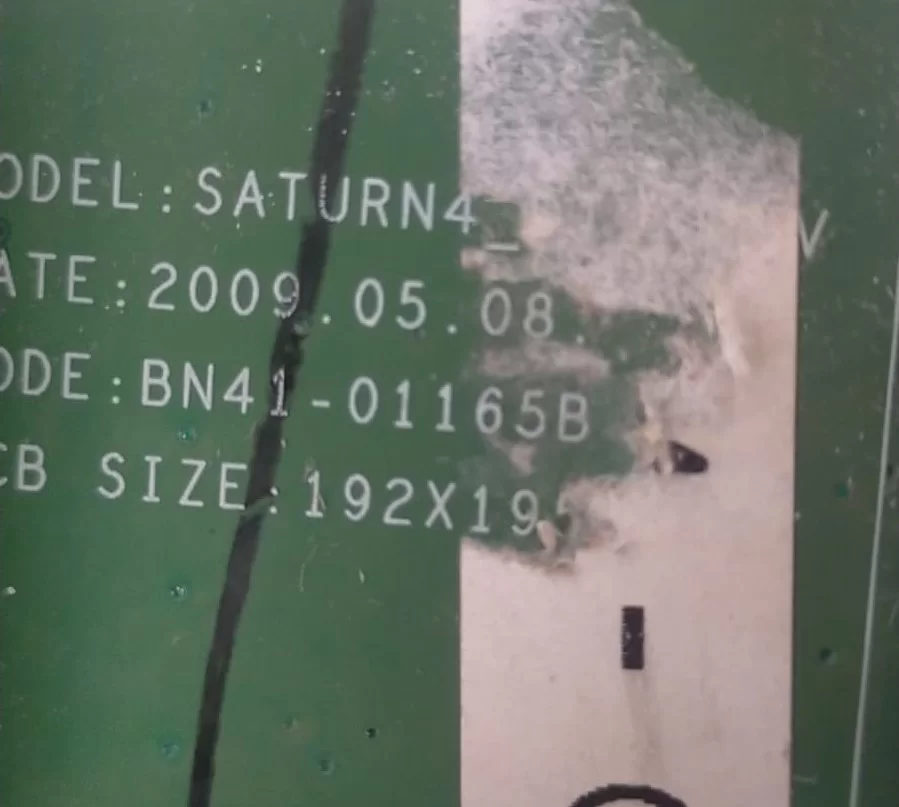 ODEL:SATURN4_ V
ATE:2009.05.08
ODE:BN41-01165B
CB SIZE:192X19